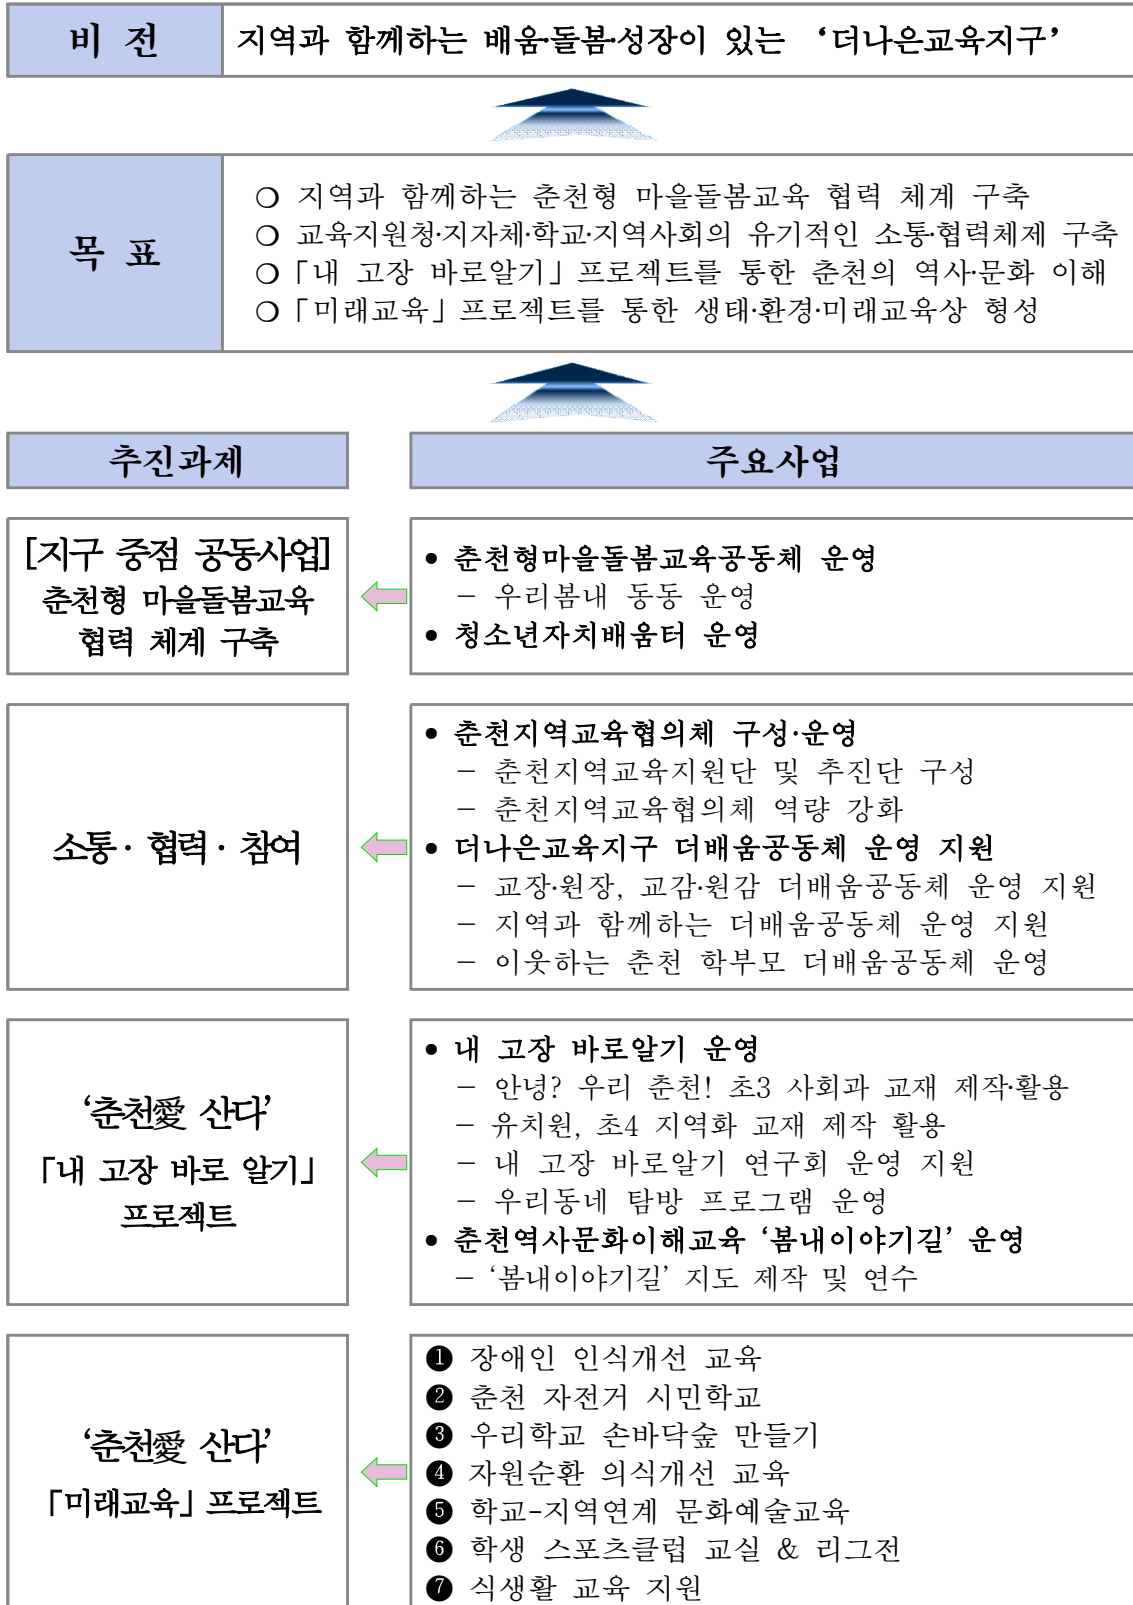 비 전
지역과 함께하는 배움·돌봄·성장이 있는 ‘더나은교육지구’
목 표
❍ 지역과 함께하는 춘천형 마을돌봄교육 협력 체계 구축
❍ 교육지원청·지자체·학교·지역사회의 유기적인 소통·협력체제 구축
❍ 「내 고장 바로알기」 프로젝트를 통한 춘천의 역사·문화 이해
❍ 「미래교육」 프로젝트를 통한 생태·환경·미래교육상 형성
추진과제
주요사업
[지구 중점 공동사업]
춘천형 마을돌봄교육
협력 체계 구축
• 춘천형마을돌봄교육공동체 운영
－ 우리봄내 동동 운영
• 청소년자치배움터 운영
소통 · 협력 · 참여
• 춘천지역교육협의체 구성·운영
－ 춘천지역교육지원단 및 추진단 구성
－ 춘천지역교육협의체 역량 강화
• 더나은교육지구 더배움공동체 운영 지원
－ 교장·원장, 교감·원감 더배움공동체 운영 지원
－ 지역과 함께하는 더배움공동체 운영 지원
－ 이웃하는 춘천 학부모 더배움공동체 운영
‘춘천愛 산다’
「내 고장 바로 알기」
프로젝트
• 내 고장 바로알기 운영
－ 안녕? 우리 춘천! 초3 사회과 교재 제작·활용
－ 유치원, 초4 지역화 교재 제작 활용
－ 내 고장 바로알기 연구회 운영 지원
－ 우리동네 탐방 프로그램 운영
• 춘천역사문화이해교육 ‘봄내이야기길’ 운영
－ ‘봄내이야기길’ 지도 제작 및 연수
‘춘천愛 산다’
「미래교육」 프로젝트
❶ 장애인 인식개선 교육
❷ 춘천 자전거 시민학교
❸ 우리학교 손바닥숲 만들기
❹ 자원순환 의식개선 교육
❺ 학교-지역연계 문화예술교육
❻ 학생 스포츠클럽 교실 & 리그전
❼ 식생활 교육 지원